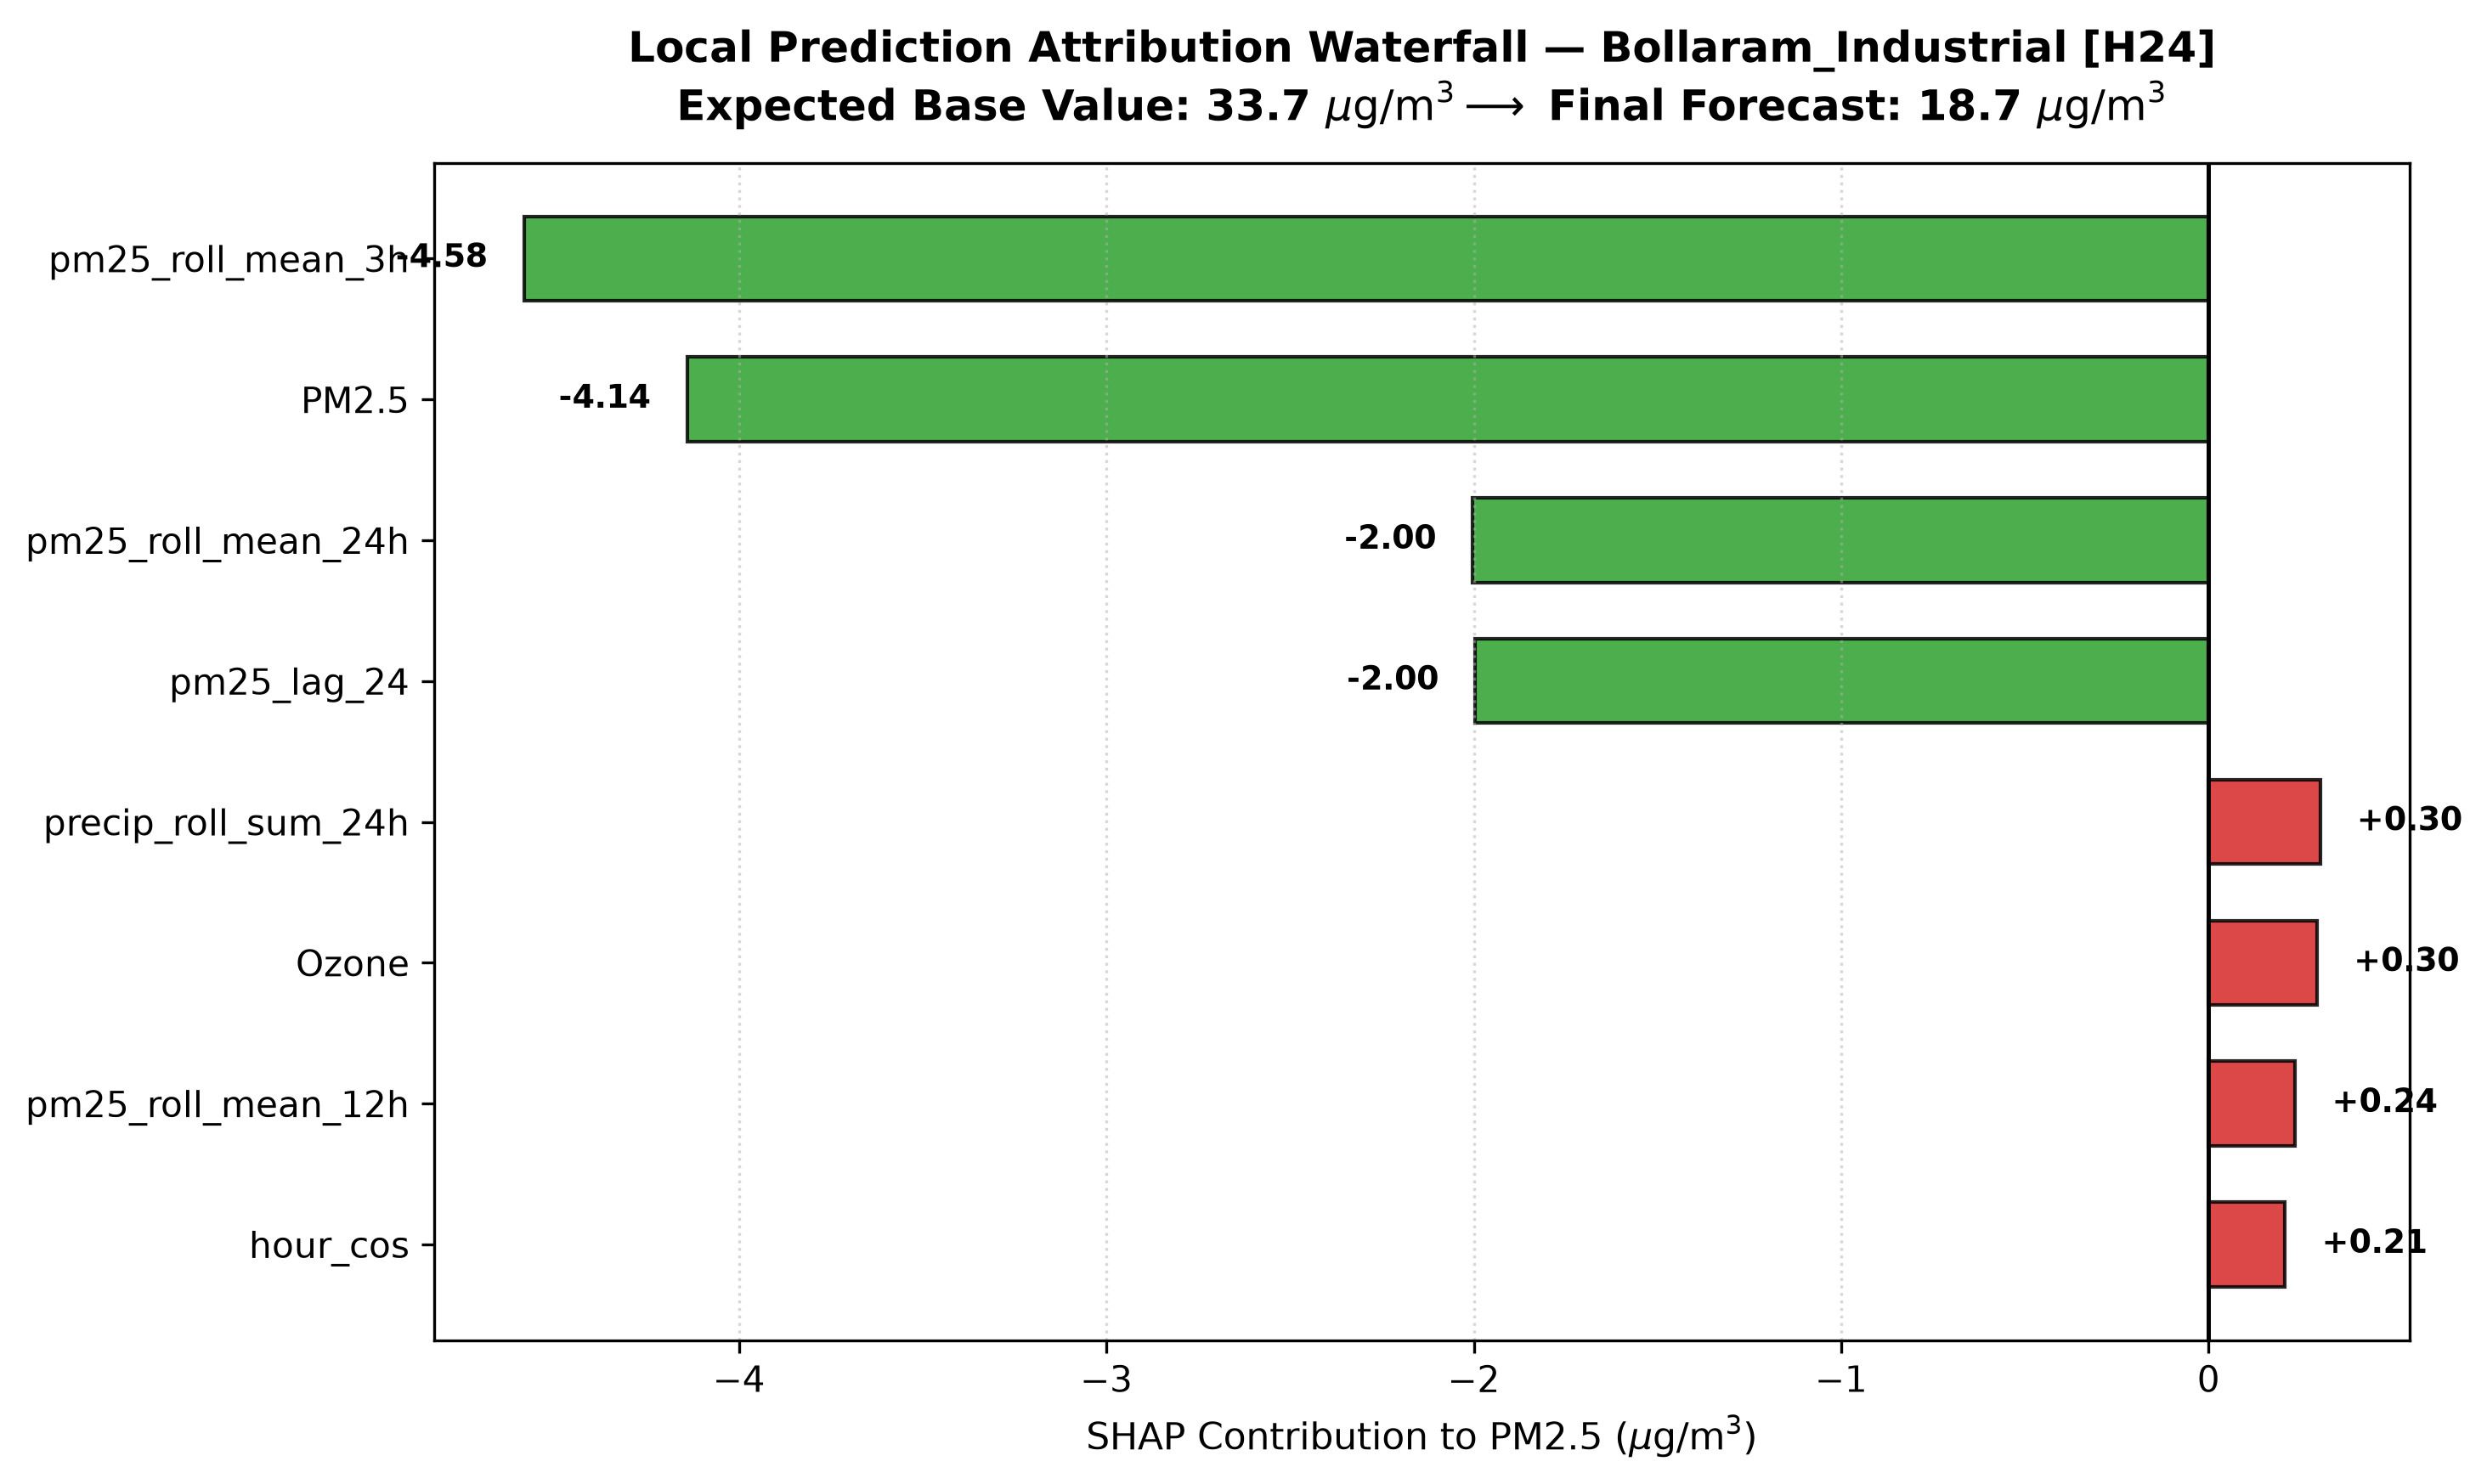 Local Prediction Attribution Waterfall — Bollaram_Industrial [H24]
Expected Base Value: 33.7 μg/m³ ⟶ Final Forecast: 18.7 μg/m³
pm25_roll_mean_3h -4.58
PM2.5 -4.14
pm25_roll_mean_24h -2.00
pm25_lag_24 -2.00
precip_roll_sum_24h +0.30
Ozone +0.30
pm25_roll_mean_12h +0.24
hour_cos +0.21
−4 −3 −2 −1 0
SHAP Contribution to PM2.5 (μg/m³)